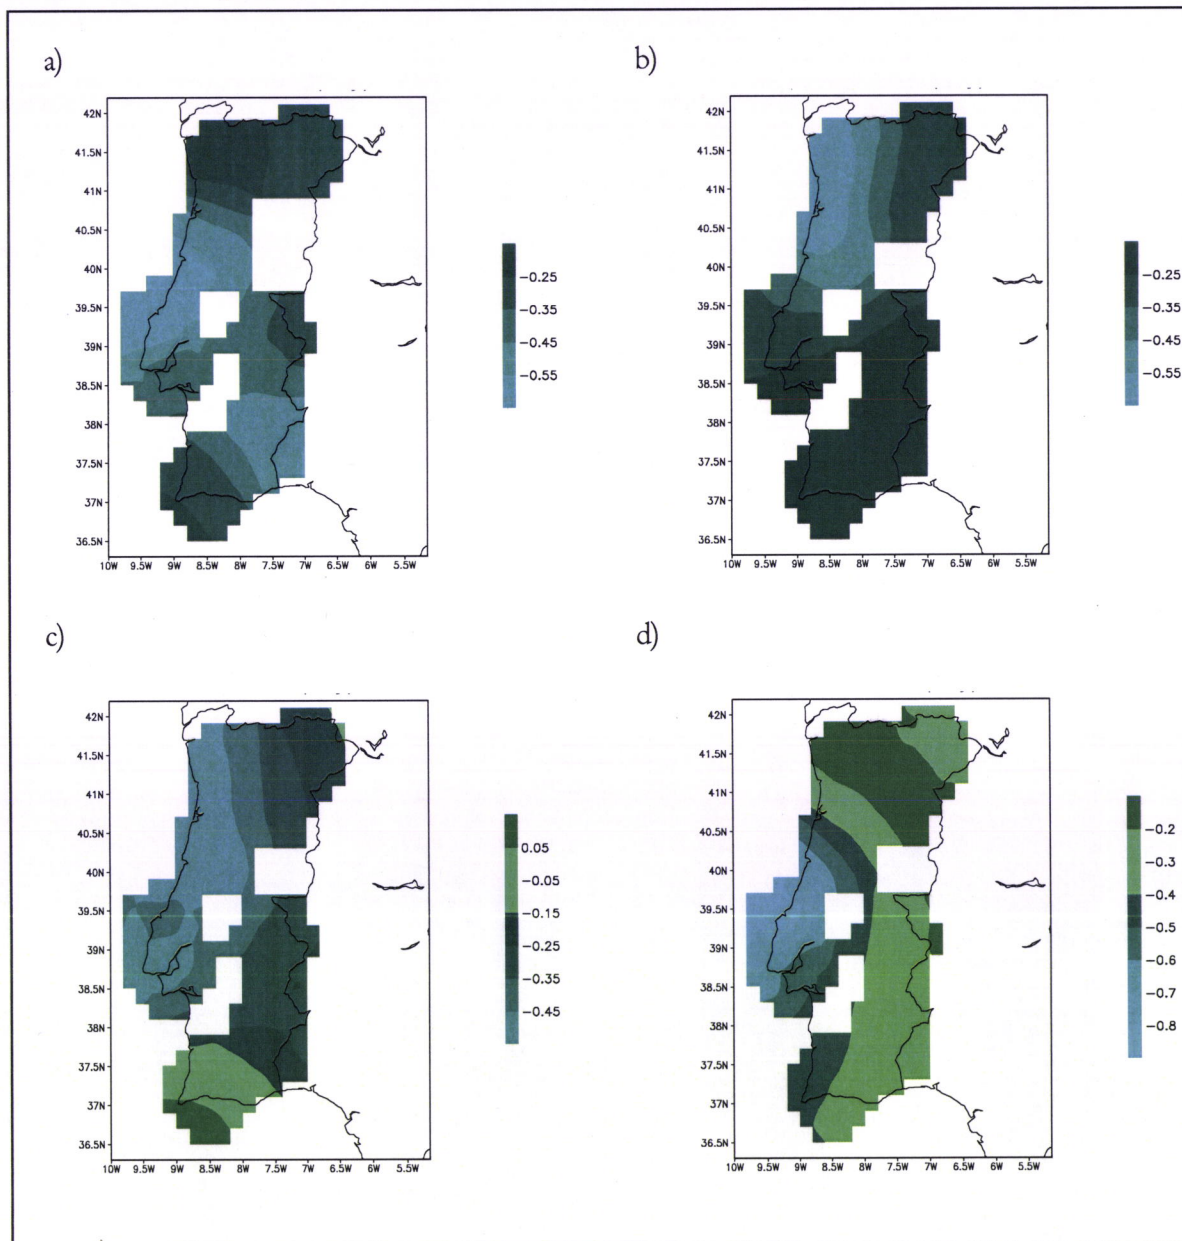 a)
42N
41.5N
41N
40.5N
40N
39.5N
39N
38.5N
38N
37.5N
37N
36.5N
10W 9.5W 9W 8.5W 8W 7.5W 7W 6.5W 6W 5.5W
-0.25
-0.35
-0.45
-0.55
b)
42N
41.5N
41N
40.5N
40N
39.5N
39N
38.5N
38N
37.5N
37N
36.5N
10W 9.5W 9W 8.5W 8W 7.5W 7W 6.5W 6W 5.5W
-0.25
-0.35
-0.45
-0.55
c)
42N
41.5N
41N
40.5N
40N
39.5N
39N
38.5N
38N
37.5N
37N
36.5N
10W 9.5W 9W 8.5W 8W 7.5W 7W 6.5W 6W 5.5W
0.05
-0.05
-0.15
-0.25
-0.35
-0.45
d)
42N
41.5N
41N
40.5N
40N
39.5N
39N
38.5N
38N
37.5N
37N
36.5N
10W 9.5W 9W 8.5W 8W 7.5W 7W 6.5W 6W 5.5W
-0.2
-0.3
-0.4
-0.5
-0.6
-0.7
-0.8